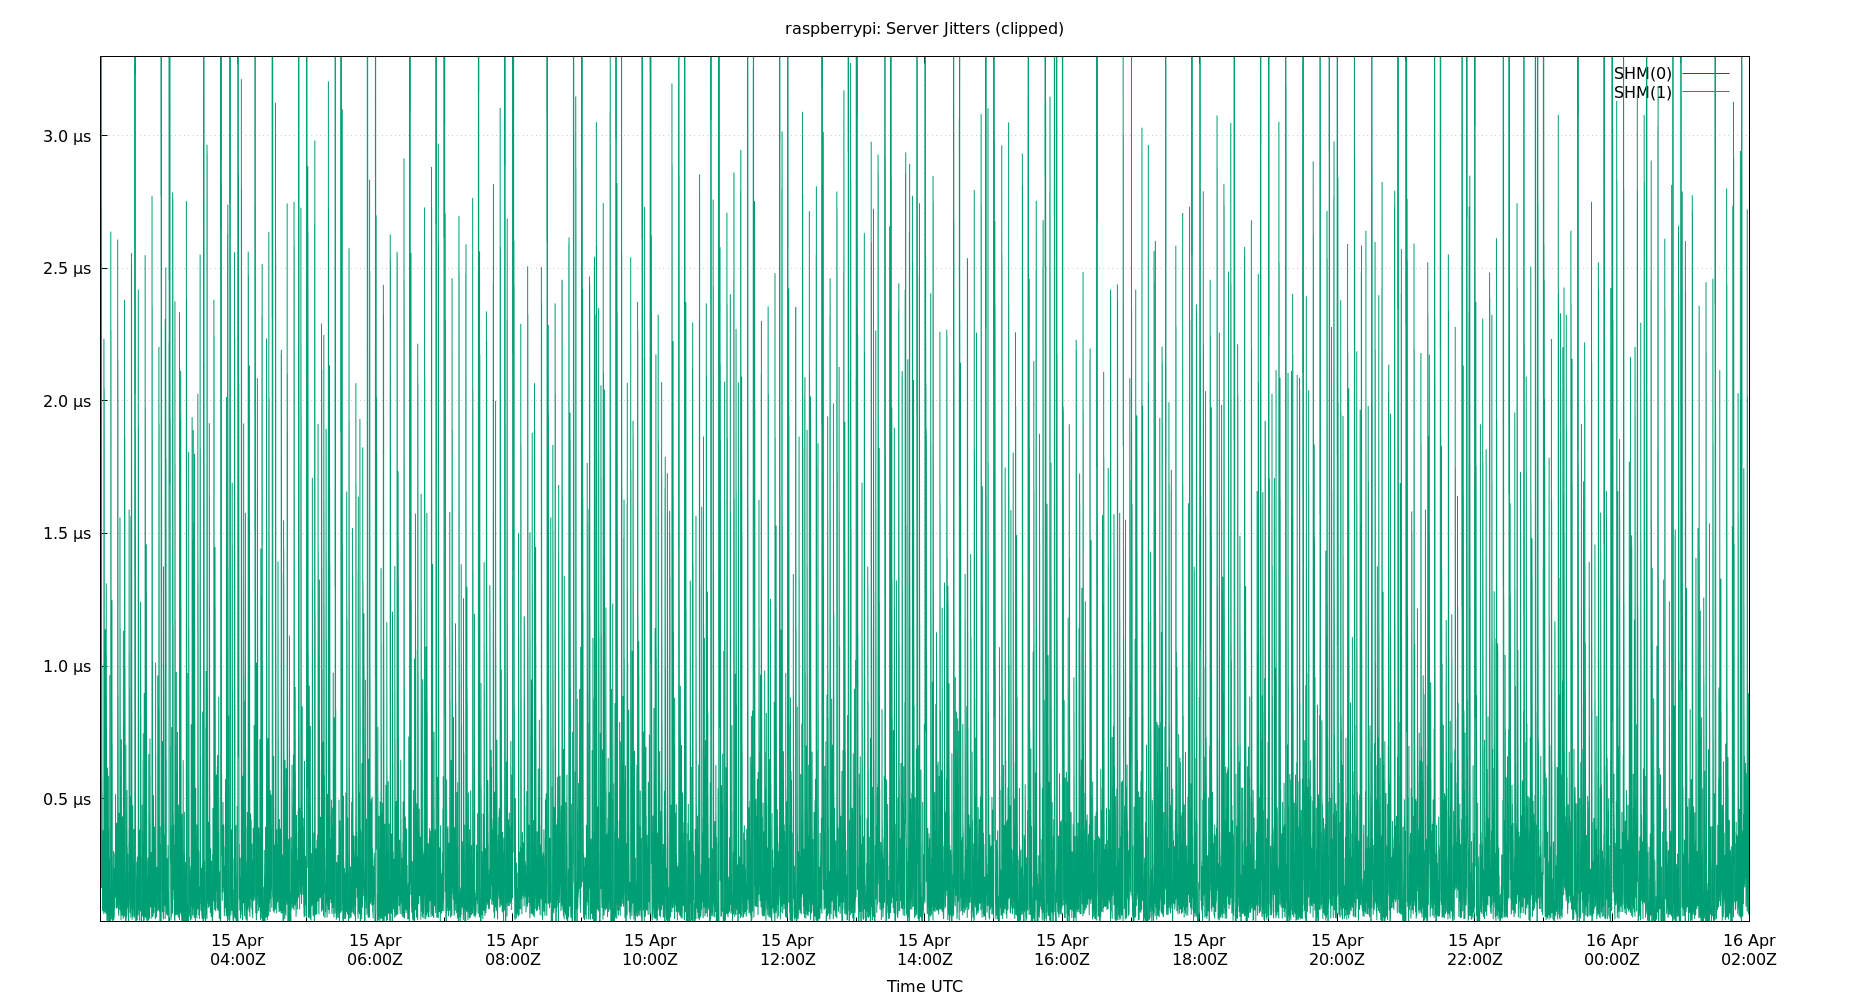 raspberrypi: Server Jitters (clipped)
SHM(0)
SHM(1)
3.0 µs
2.5 µs
2.0 µs
1.5 µs
1.0 µs
0.5 µs
15 Apr 15 Apr 15 Apr 15 Apr 15 Apr 15 Apr 15 Apr 15 Apr 15 Apr 15 Apr 16 Apr 16 Apr
04:00Z 06:00Z 08:00Z 10:00Z 12:00Z 14:00Z 16:00Z 18:00Z 20:00Z 22:00Z 00:00Z 02:00Z
Time UTC